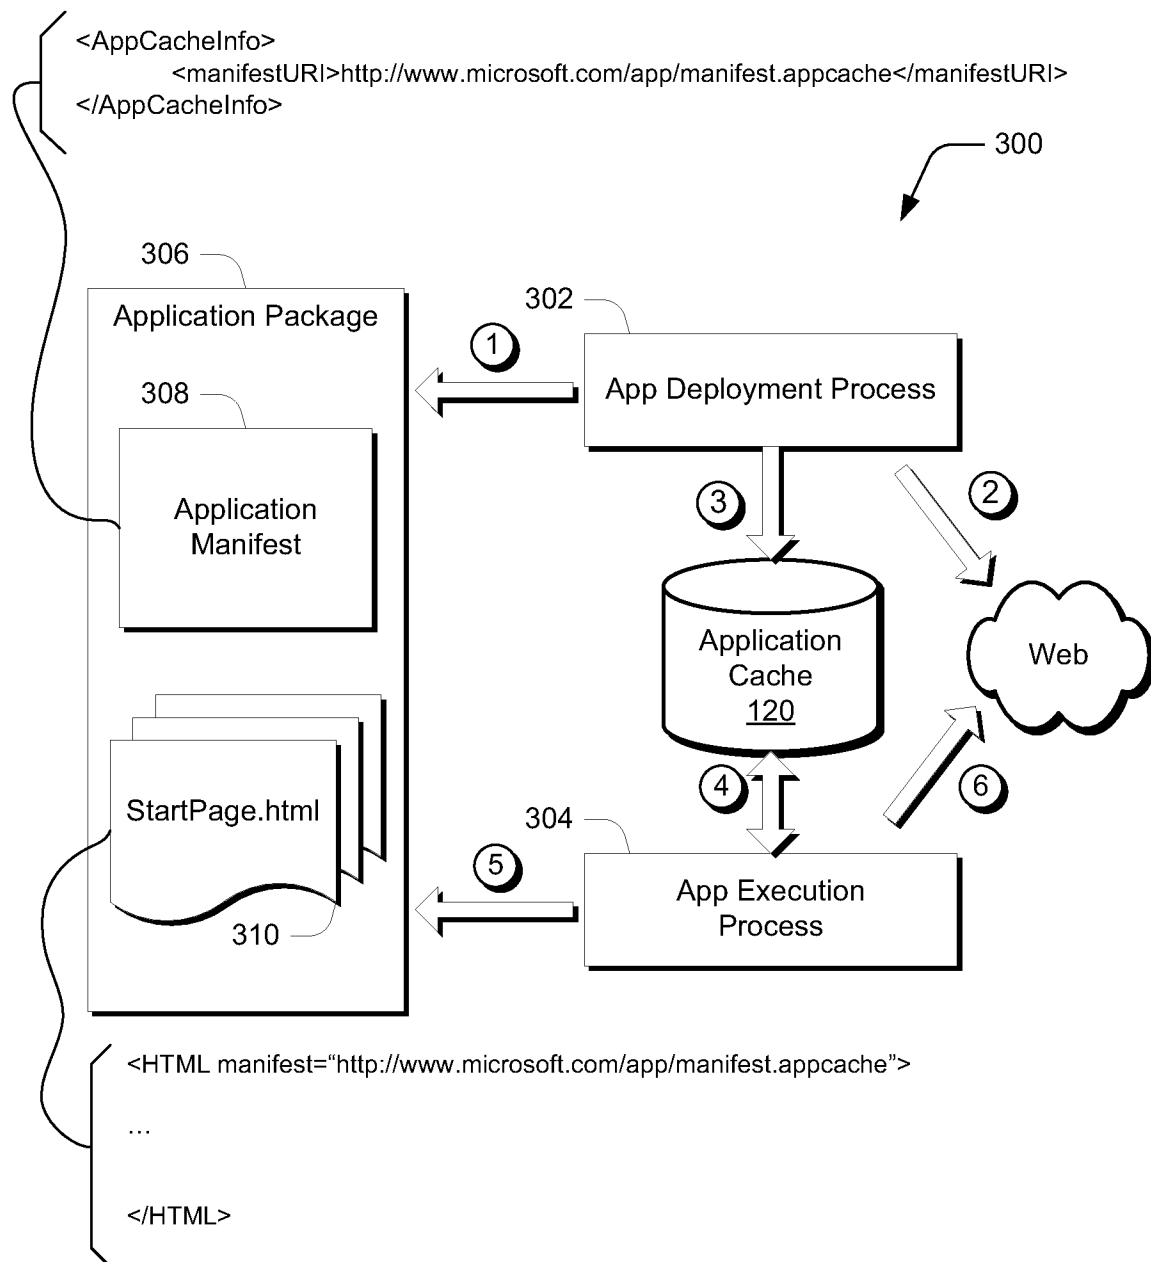 <AppCacheInfo>
<manifestURI>http://www.microsoft.com/app/manifest.appcache</manifestURI>
</AppCacheInfo>
300
306
Application Package
302
1
App Deployment Process
308
Application
Manifest
3
2
Application
Cache
120
Web
StartPage.html
4
6
304
5
App Execution
Process
310
<HTML manifest=“http://www.microsoft.com/app/manifest.appcache”>
...
</HTML>